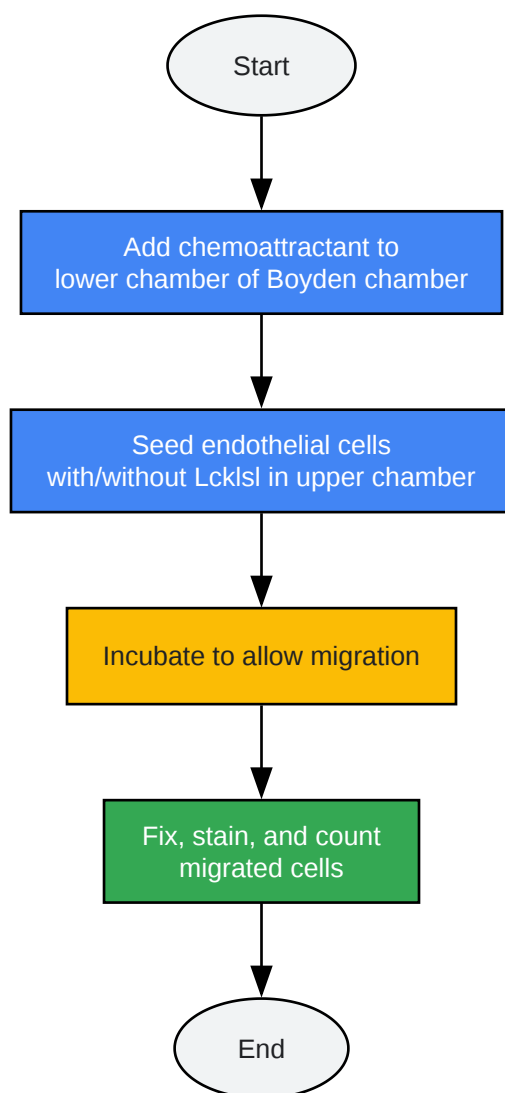 Start
Add chemoattractant to
lower chamber of Boyden chamber
Seed endothelial cells
with/without Lcklsl in upper chamber
Incubate to allow migration
Fix, stain, and count
migrated cells
End